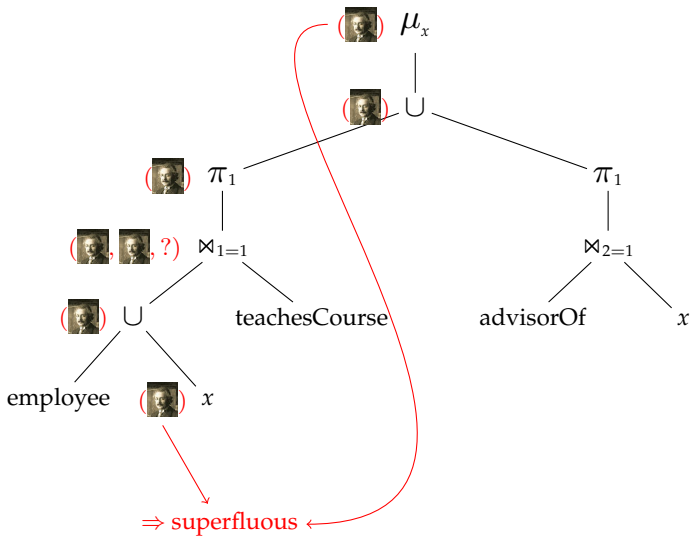 ( ) μx
( ) ∪
( ) π1 π1
( , , ?) ⋈1=1 ⋈2=1
( ) ∪ teachesCourse advisorOf x
employee ( ) x
⇒ superfluous